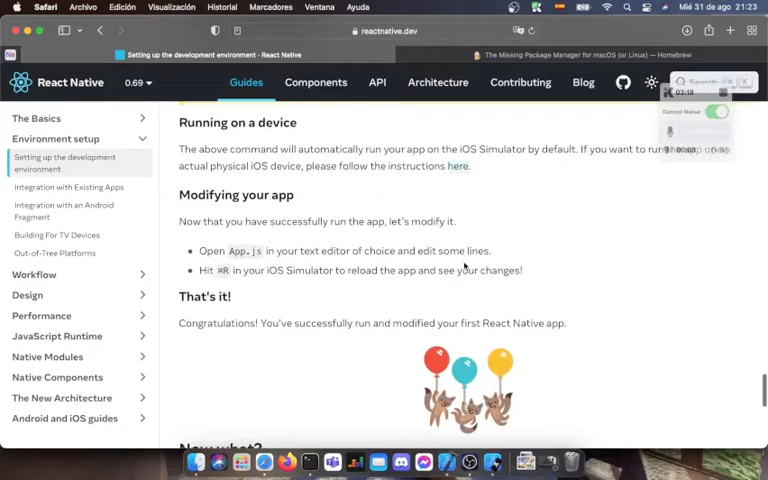 Safari Archivo Edición Visualización Historial Marcadores Ventana Ayuda Mié 31 de ago 21:23
reactnative.dev
Setting up the development environment · React Native
The Missing Package Manager for macOS (or Linux) — Homebrew
React Native 0.69 Guides Components API Architecture Contributing Blog Search K
03:18
Cancel Noise
The Basics
Environment setup
Setting up the development
environment
Integration with Existing Apps
Integration with an Android
Fragment
Building For TV Devices
Out-of-Tree Platforms
Workflow
Design
Performance
JavaScript Runtime
Native Modules
Native Components
The New Architecture
Android and iOS guides
Running on a device
The above command will automatically run your app on the iOS Simulator by default. If you want to run
actual physical iOS device, please follow the instructions here.
Modifying your app
Now that you have successfully run the app, let's modify it.
Open App.js in your text editor of choice and edit some lines.
Hit ⌘R in your iOS Simulator to reload the app and see your changes!
That's it!
Congratulations! You've successfully run and modified your first React Native app.
Now what?